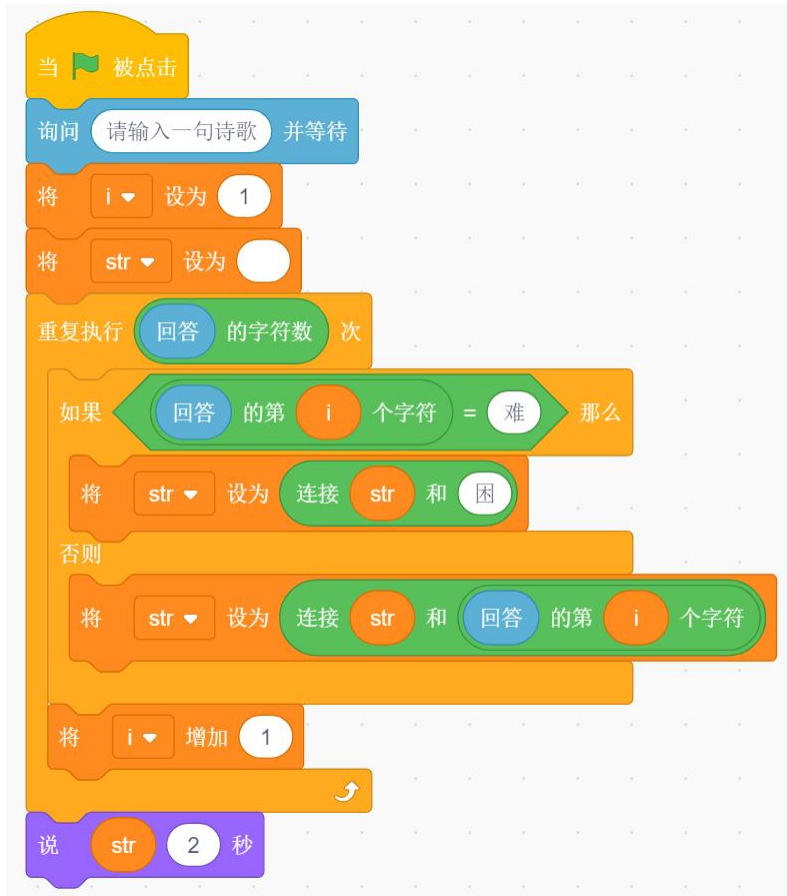 当 被点击
询问 请输入一句诗歌 并等待
将 i 设为 1
将 str 设为
重复执行 回答 的字符数 次
如果 回答 的第 i 个字符 = 难 那么
将 str 设为 连接 str 和 困
否则
将 str 设为 连接 str 和 回答 的第 i 个字符
将 i 增加 1
说 str 2 秒